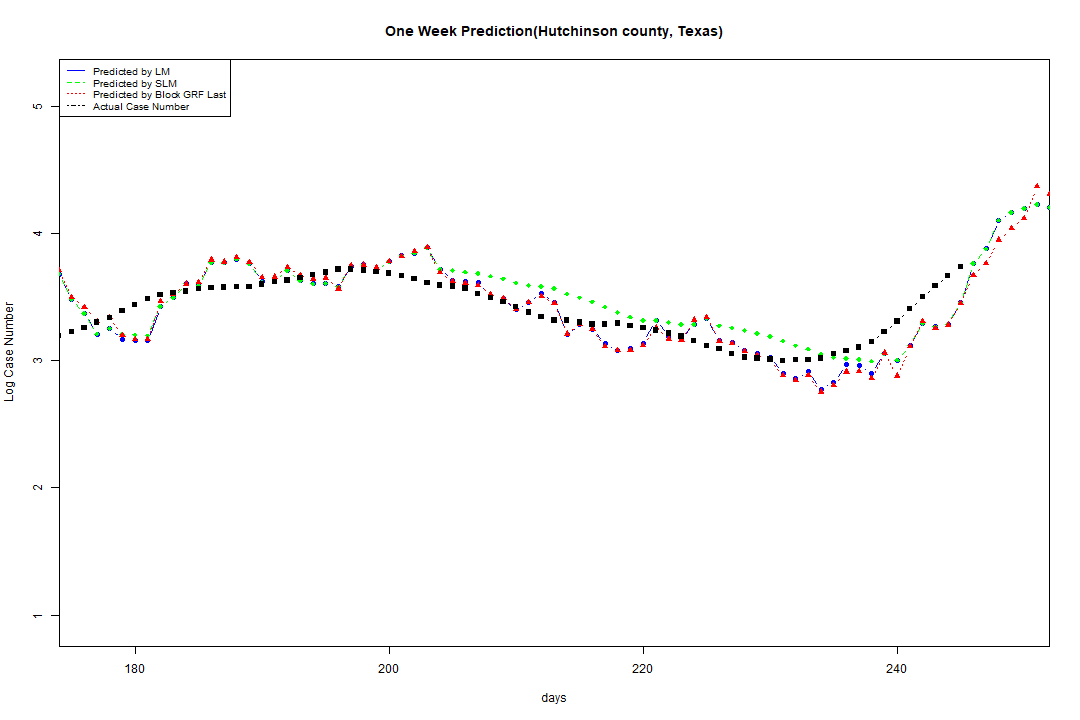 One Week Prediction(Hutchinson county, Texas)
Predicted by LM
Predicted by SLM
Predicted by Block GRF Last
Actual Case Number
5
4
3
2
1
Log Case Number
180
200
220
240
days